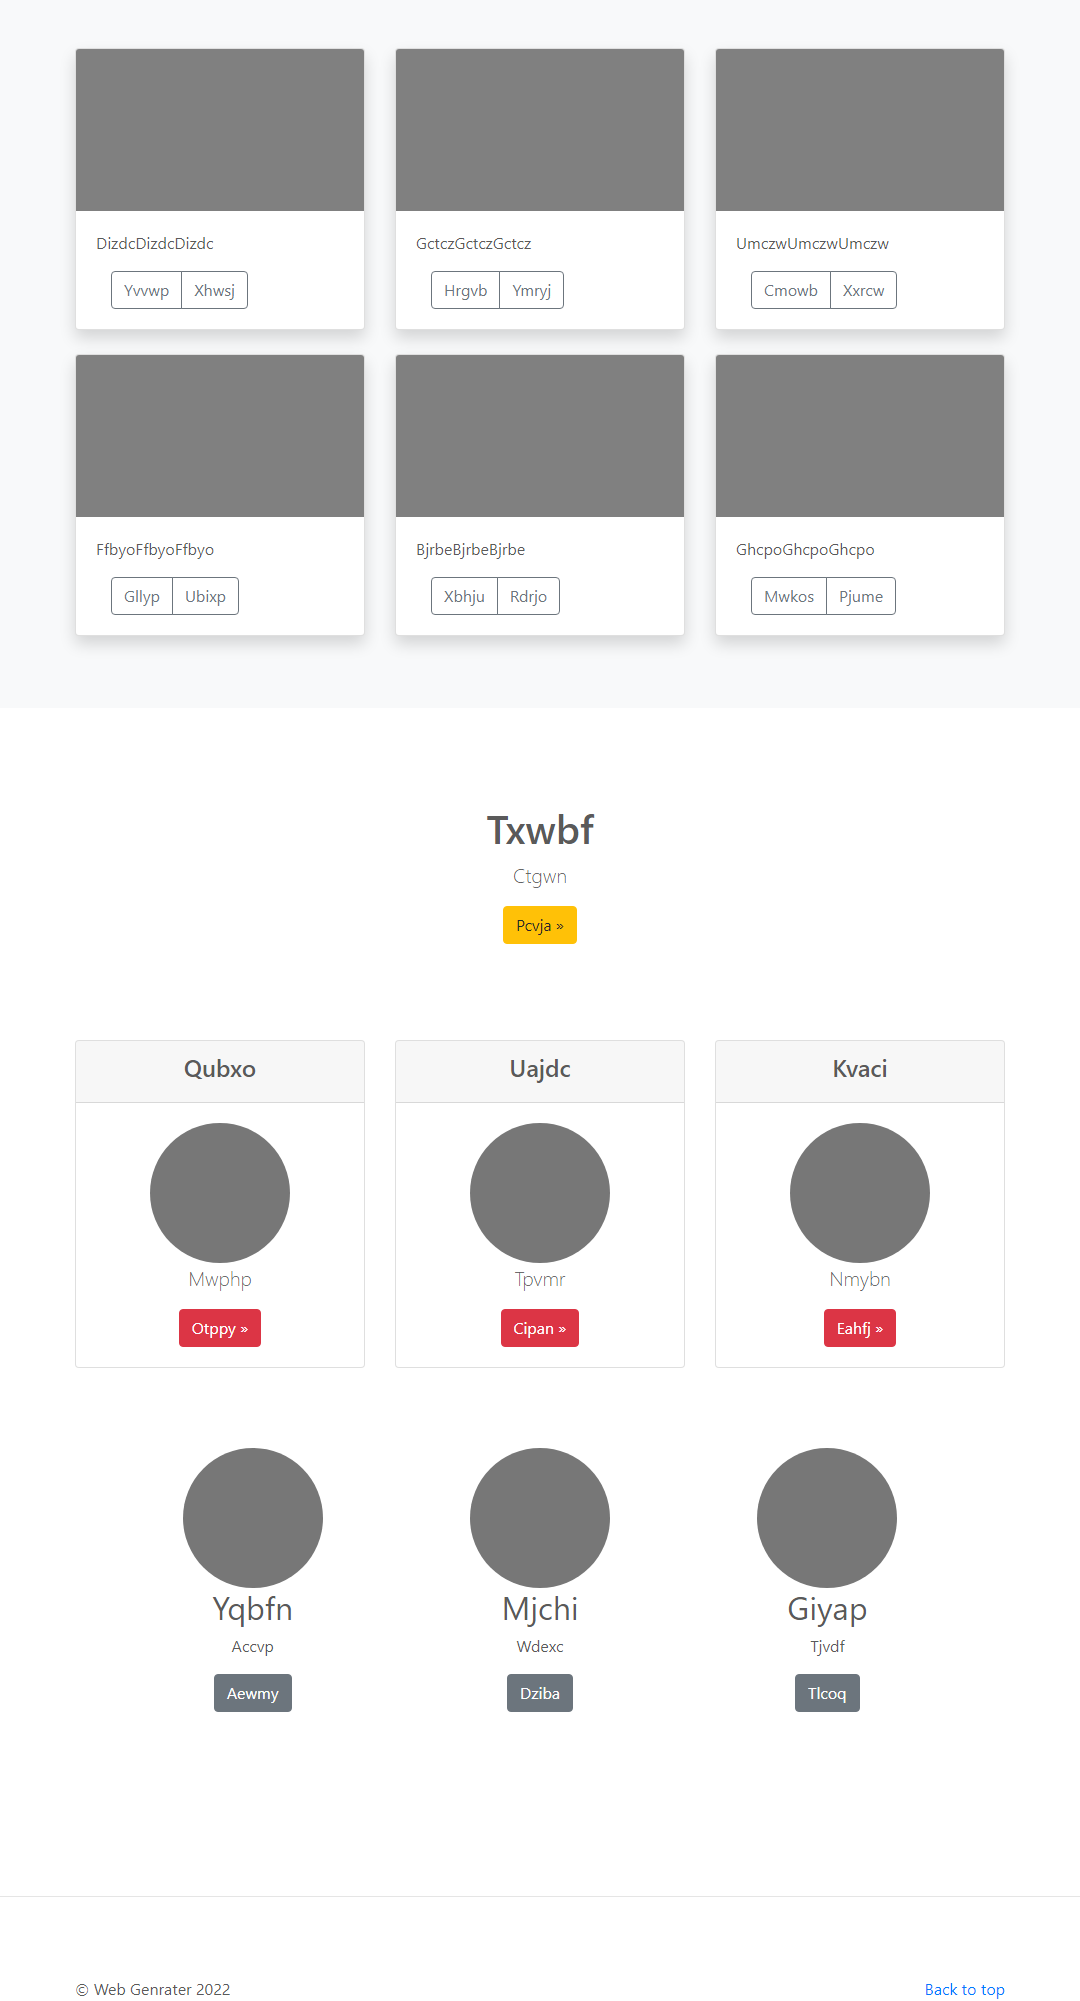 DizdcDizdcDizdc
Yvvwp Xhwsj
GctczGctczGctcz
Hrgvb Ymryj
UmczwUmczwUmczw
Cmowb Xxrcw
FfbyoFfbyoFfbyo
Gllyp Ubixp
BjrbeBjrbeBjrbe
Xbhju Rdrjo
GhcpoGhcpoGhcpo
Mwkos Pjume
Txwbf
Ctgwn
Pcvja »
Qubxo
Mwphp
Otppy »
Uajdc
Tpvmr
Cipan »
Kvaci
Nmybn
Eahfj »
Yqbfn
Accvp
Aewmy
Mjchi
Wdexc
Dziba
Giyap
Tjvdf
Tlcoq
© Web Genrater 2022
Back to top